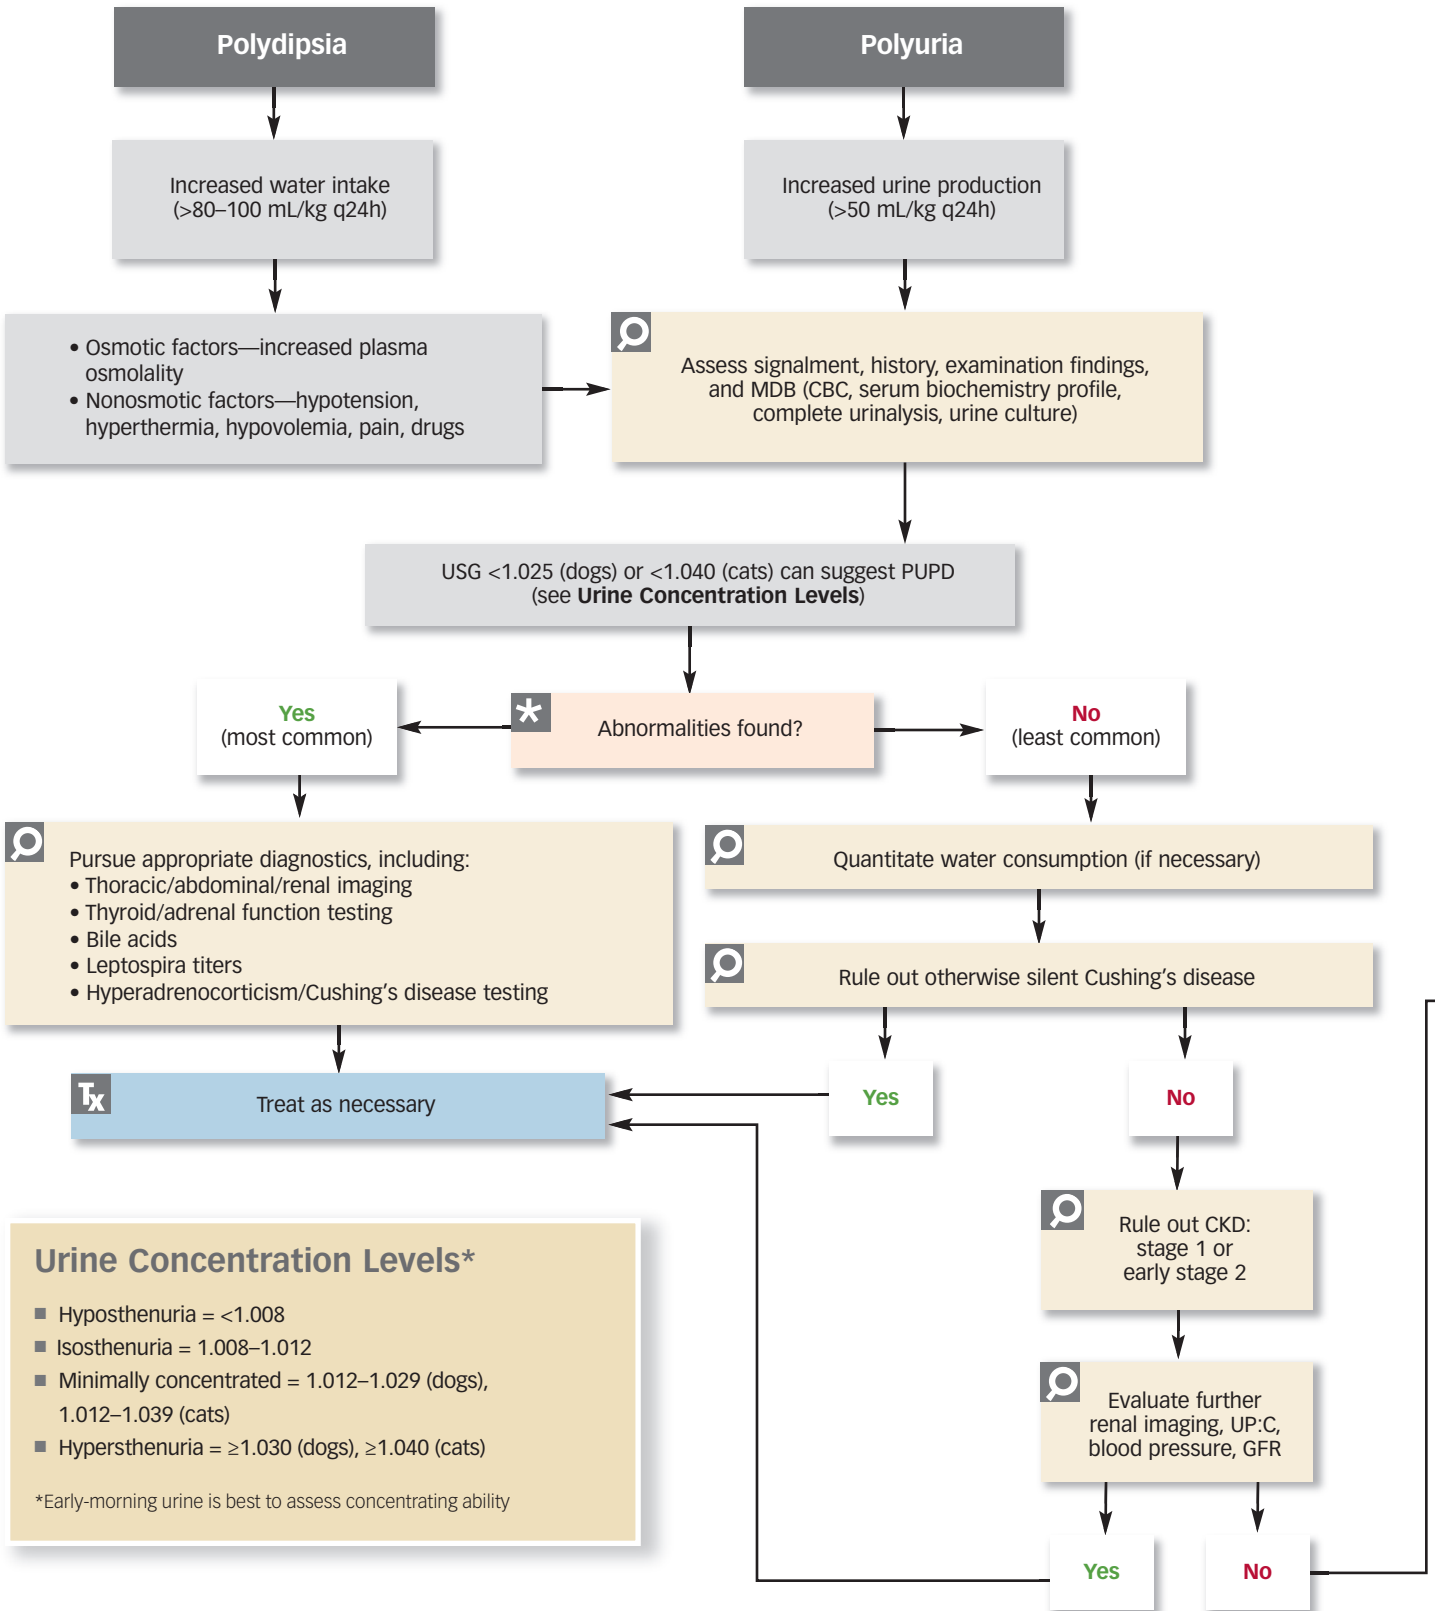 Polydipsia
Polyuria
Increased water intake
(>80–100 mL/kg q24h)
Increased urine production
(>50 mL/kg q24h)
• Osmotic factors—increased plasma
osmolality
• Nonosmotic factors—hypotension,
hyperthermia, hypovolemia, pain, drugs
Assess signalment, history, examination findings,
and MDB (CBC, serum biochemistry profile,
complete urinalysis, urine culture)
USG <1.025 (dogs) or <1.040 (cats) can suggest PUPD
(see Urine Concentration Levels)
Yes
(most common)
*
Abnormalities found?
No
(least common)
Pursue appropriate diagnostics, including:
• Thoracic/abdominal/renal imaging
• Thyroid/adrenal function testing
• Bile acids
• Leptospira titers
• Hyperadrenocorticism/Cushing's disease testing
Quantitate water consumption (if necessary)
Rule out otherwise silent Cushing's disease
Tx
Treat as necessary
Yes
No
Rule out CKD:
stage 1 or
early stage 2
Evaluate further
renal imaging, UP:C,
blood pressure, GFR
Yes
No
Urine Concentration Levels*
■ Hyposthenuria = <1.008
■ Isosthenuria = 1.008–1.012
■ Minimally concentrated = 1.012–1.029 (dogs),
1.012–1.039 (cats)
■ Hypersthenuria = ≥1.030 (dogs), ≥1.040 (cats)
*Early-morning urine is best to assess concentrating ability